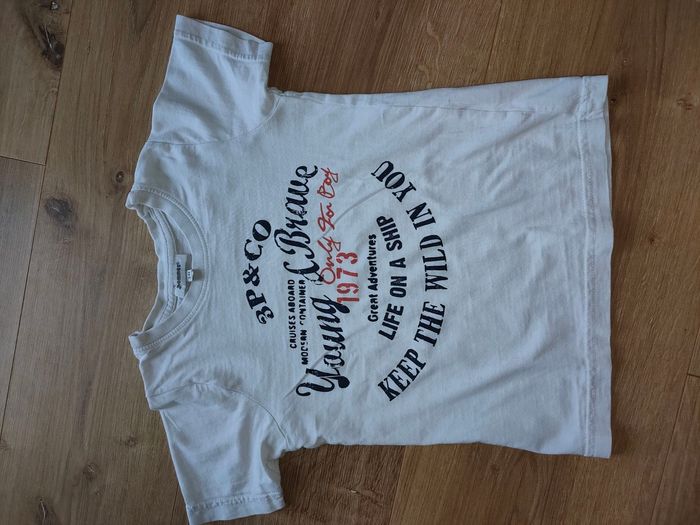 3P&CO
CRUISES ABOARD
MODERN CONTAINER
Young & Brave
Only For Boy
1973
Great Adventures
LIFE ON A SHIP
KEEP THE WILD IN YOU